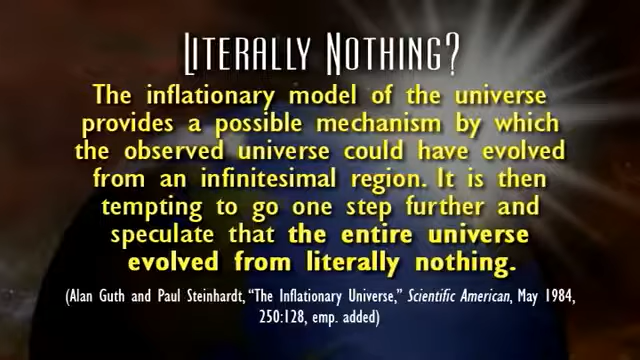 Literally Nothing?
The inflationary model of the universe
provides a possible mechanism by which
the observed universe could have evolved
from an infinitesimal region. It is then
tempting to go one step further and
speculate that the entire universe
evolved from literally nothing.
(Alan Guth and Paul Steinhardt, “The Inflationary Universe,” Scientific American, May 1984,
250:128, emp. added)